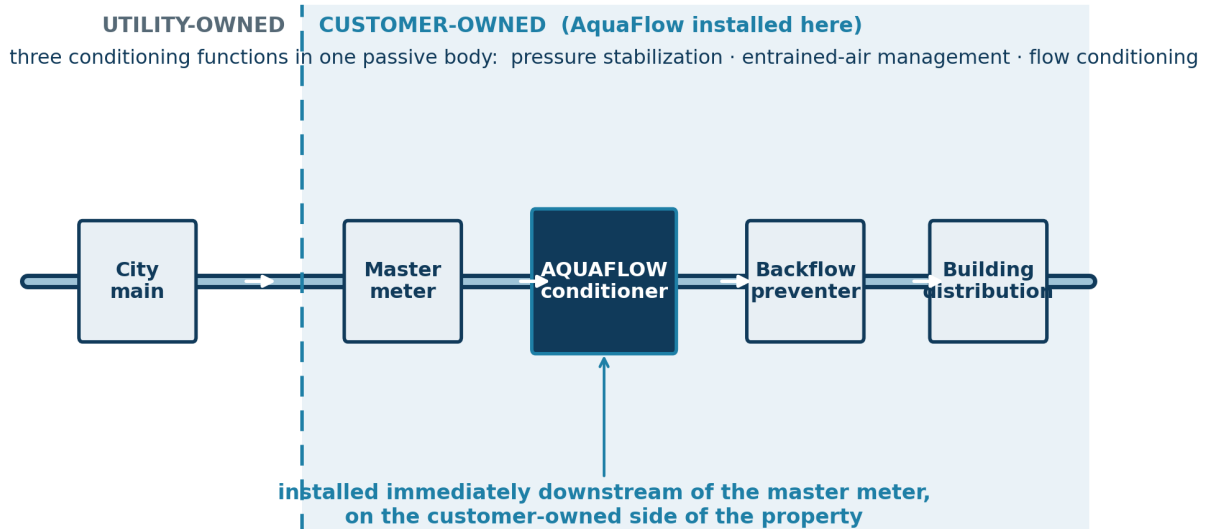 UTILITY-OWNED
CUSTOMER-OWNED (AquaFlow installed here)
three conditioning functions in one passive body: pressure stabilization · entrained-air management · flow conditioning
City
main
Master
meter
AQUAFLOW
conditioner
Backflow
preventer
Building
distribution
installed immediately downstream of the master meter,
on the customer-owned side of the property